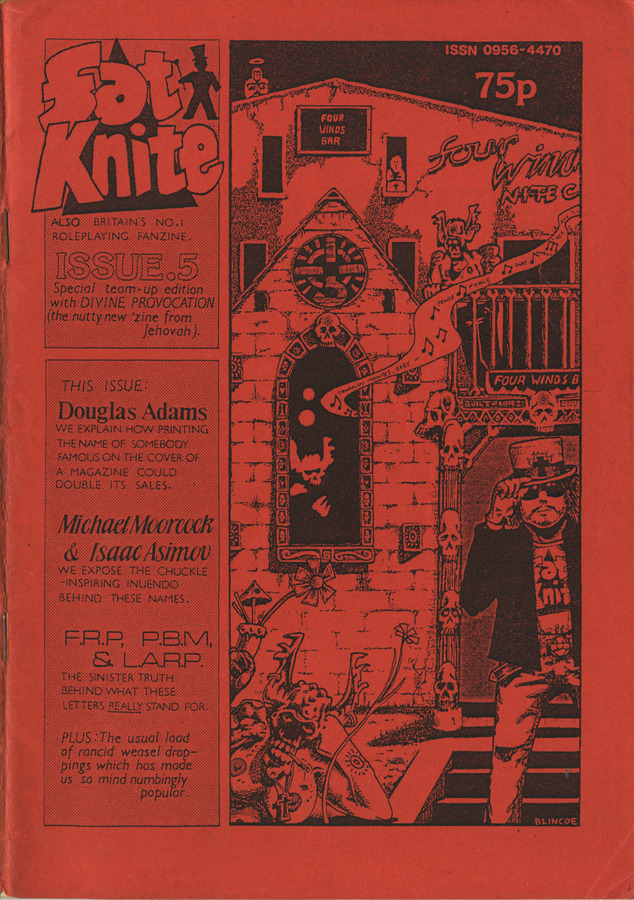 Fat
Knite
ALSO BRITAIN'S NO.1
ROLEPLAYING FANZINE.
ISSUE.5
Special team-up edition
with DIVINE PROVOCATION
(the nutty new 'zine from
Jehovah).
THIS ISSUE:
Douglas Adams
WE EXPLAIN HOW PRINTING
THE NAME OF SOMEBODY
FAMOUS ON THE COVER OF
A MAGAZINE COULD
DOUBLE ITS SALES.
Michael Moorcock
& Isaac Asimov
WE EXPOSE THE CHUCKLE
-INSPIRING INUENDO
BEHIND THESE NAMES.
F.R.P, P.B.M,
& L.A.R.P.
THE SINISTER TRUTH
BEHIND WHAT THESE
LETTERS REALLY STAND FOR.
PLUS: The usual load
of rancid weasel drop-
pings which has made
us so mind numbingly
popular.
ISSN 0956-4470
75p
FOUR
WINDS
BAR
Four Wind
NITE C
FOUR WINDS B
BLINCOE